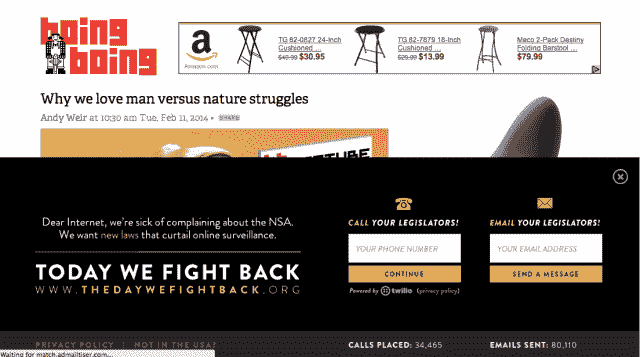 boing
boing
amazon
Amazon.com
TG 82-0827 24-Inch
Cushioned ...
$49.99 $30.95
TG 82-7879 18-Inch
Cushioned ...
$29.99 $13.99
Meco 2-Pack Deluxe
Folding Barstool ...
$79.99
Why we love man versus nature struggles
Andy Weir at 10:30 am Tue, Feb 11, 2014 • SHARE
Dear Internet, we're sick of complaining about the NSA.
We want new laws that curtail online surveillance.
TODAY WE FIGHT BACK
WWW.THEDAYWEFIGHTBACK.ORG
CALL YOUR LEGISLATORS!
YOUR PHONE NUMBER
CONTINUE
Powered by twilio (privacy policy)
EMAIL YOUR LEGISLATORS!
YOUR EMAIL ADDRESS
SEND A MESSAGE
PRIVACY POLICY | NOT IN THE USA?
CALLS PLACED: 34,465
EMAILS SENT: 80,110
Waiting for match.admailtiser.com...